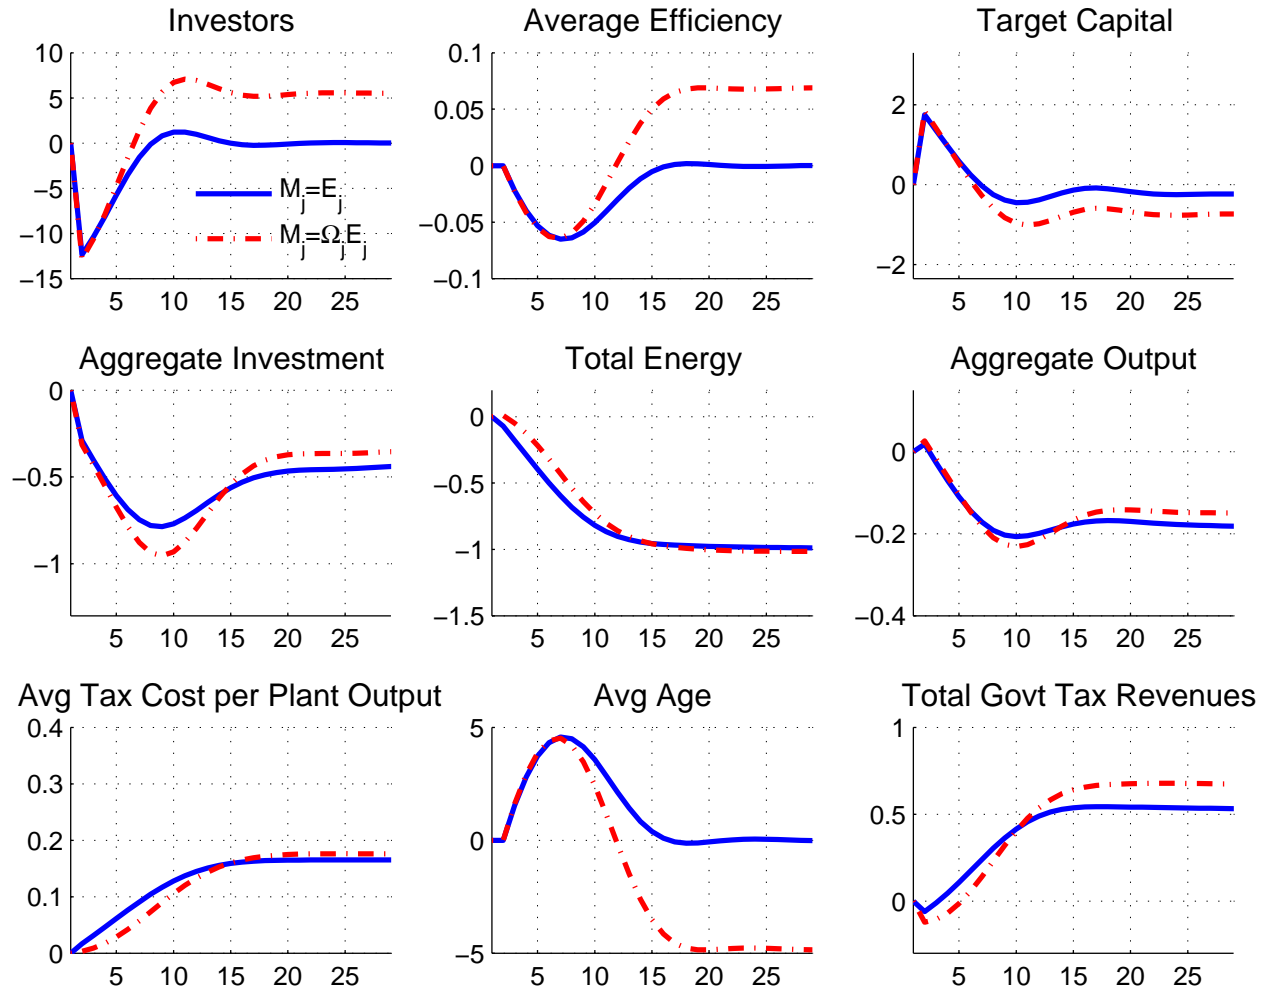 Investors
Average Efficiency
Target Capital
10
5
0
−5
−10
−15
M_j=E_j
M_j=Ω_jE_j
5 10 15 20 25
0.1
0.05
0
−0.05
−0.1
5 10 15 20 25
2
0
−2
5 10 15 20 25
Aggregate Investment
Total Energy
Aggregate Output
0
−0.5
−1
5 10 15 20 25
0
−0.5
−1
−1.5
5 10 15 20 25
0
−0.2
−0.4
5 10 15 20 25
Avg Tax Cost per Plant Output
Avg Age
Total Govt Tax Revenues
0.4
0.3
0.2
0.1
0
5 10 15 20 25
5
0
−5
5 10 15 20 25
1
0.5
0
5 10 15 20 25